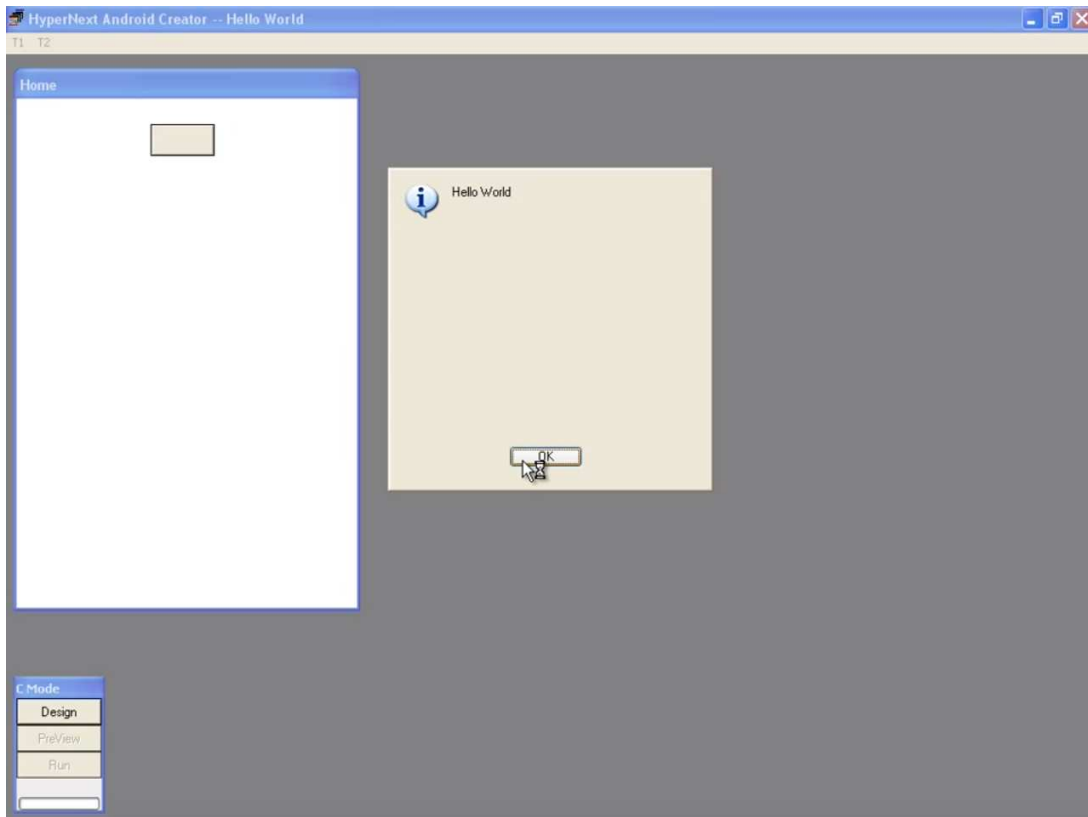 HyperNext Android Creator -- Hello World
T1 T2
Home
Hello World
OK
C Mode
Design
PreView
Run